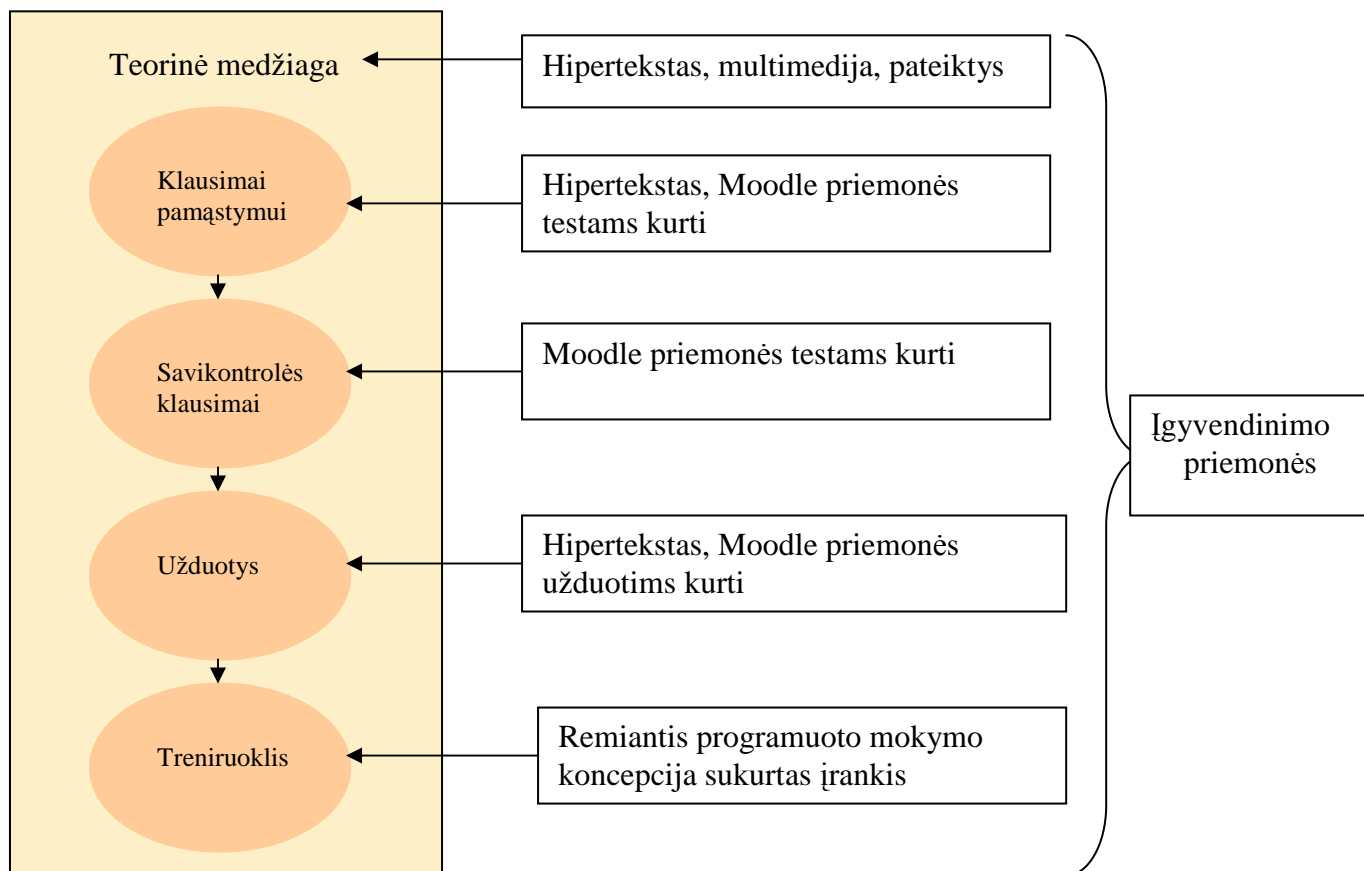 Teorinė medžiaga
Hipertekstas, multimedija, pateiktys
Klausimai
pamąstymui
Hipertekstas, Moodle priemonės
testams kurti
Savikontrolės
klausimai
Moodle priemonės testams kurti
Įgyvendinimo
priemonės
Užduotys
Hipertekstas, Moodle priemonės
užduotims kurti
Treniruoklis
Remiantis programuoto mokymo
koncepcija sukurtas įrankis